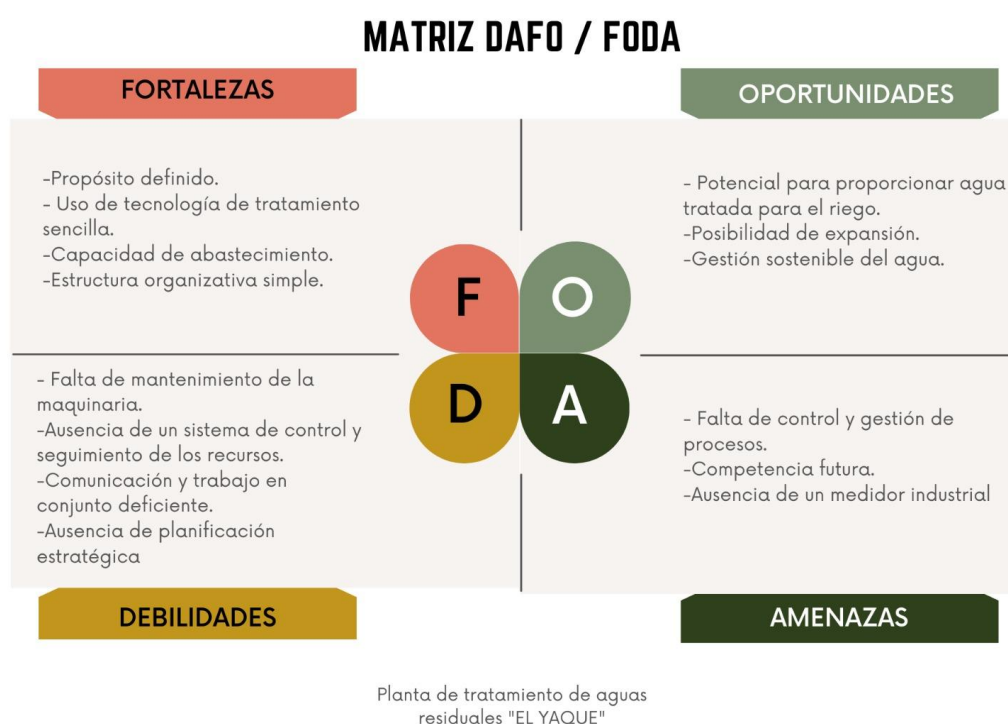 MATRIZ DAFO / FODA
FORTALEZAS
-Propósito definido.
- Uso de tecnología de tratamiento
sencilla.
-Capacidad de abastecimiento.
-Estructura organizativa simple.
OPORTUNIDADES
- Potencial para proporcionar agua
tratada para el riego.
-Posibilidad de expansión.
-Gestión sostenible del agua.
F
O
D
A
- Falta de mantenimiento de la
maquinaria.
-Ausencia de un sistema de control y
seguimiento de los recursos.
-Comunicación y trabajo en
conjunto deficiente.
-Ausencia de planificación
estratégica
DEBILIDADES
- Falta de control y gestión de
procesos.
-Competencia futura.
-Ausencia de un medidor industrial
AMENAZAS
Planta de tratamiento de aguas
residuales "EL YAQUE"